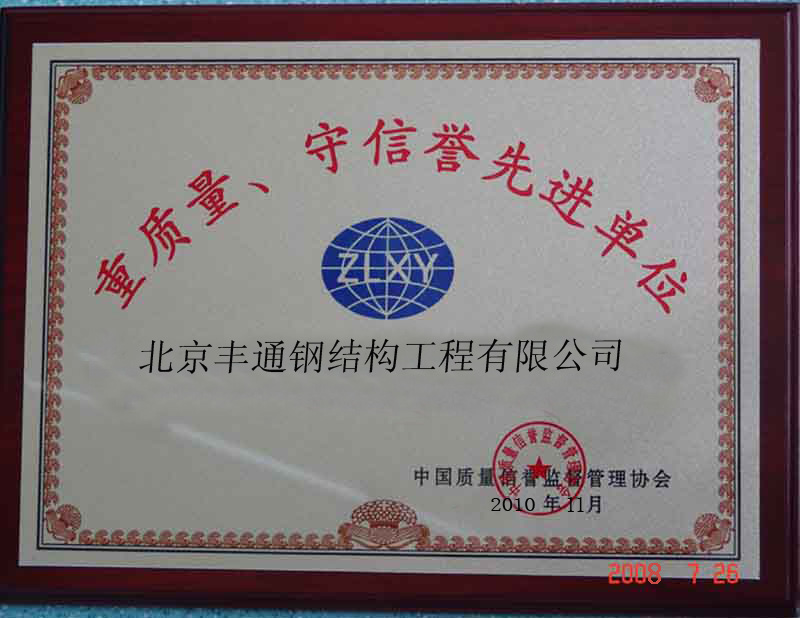 重质量、守信誉先进单位
ZLXY
北京丰通钢结构工程有限公司
中国质量信誉监督管理协会
2010 年 11月
2008 7 26